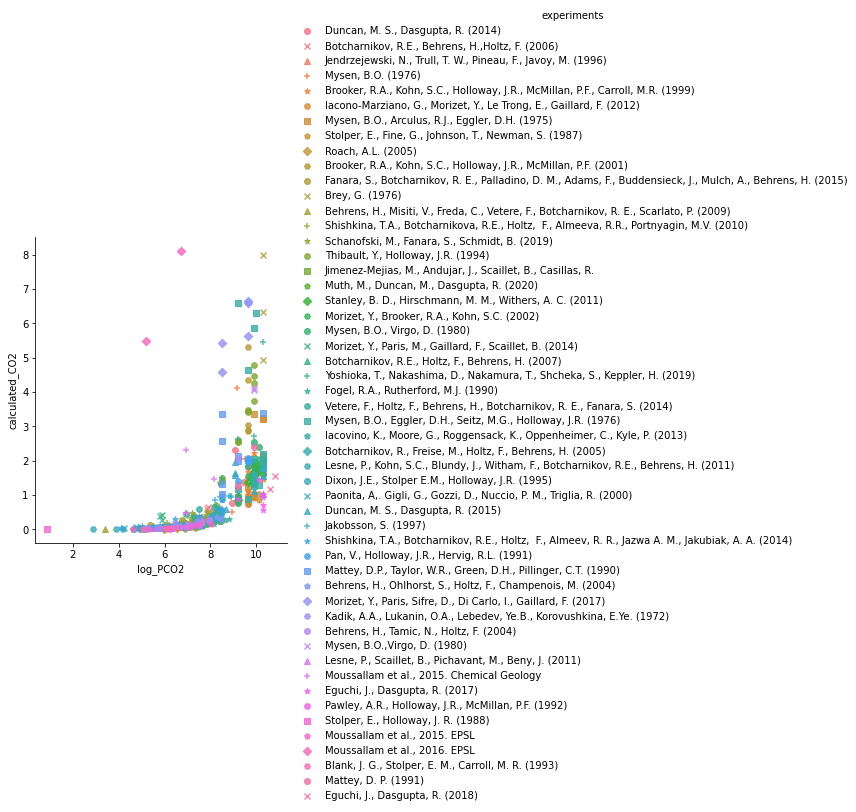 experiments
Duncan, M. S., Dasgupta, R. (2014)
Botcharnikov, R.E., Behrens, H.,Holtz, F. (2006)
Jendrzejewski, N., Trull, T. W., Pineau, F., Javoy, M. (1996)
Mysen, B.O. (1976)
Brooker, R.A., Kohn, S.C., Holloway, J.R., McMillan, P.F., Carroll, M.R. (1999)
Iacono-Marziano, G., Morizet, Y., Le Trong, E., Gaillard, F. (2012)
Mysen, B.O., Arculus, R.J., Eggler, D.H. (1975)
Stolper, E., Fine, G., Johnson, T., Newman, S. (1987)
Roach, A.L. (2005)
Brooker, R.A., Kohn, S.C., Holloway, J.R., McMillan, P.F. (2001)
Fanara, S., Botcharnikov, R. E., Palladino, D. M., Adams, F., Buddensieck, J., Mulch, A., Behrens, H. (2015)
Brey, G. (1976)
Behrens, H., Misiti, V., Freda, C., Vetere, F., Botcharnikov, R. E., Scarlato, P. (2009)
Shishkina, T.A., Botcharnikova, R.E., Holtz,  F., Almeeva, R.R., Portnyagin, M.V. (2010)
Schanofski, M., Fanara, S., Schmidt, B. (2019)
Thibault, Y., Holloway, J.R. (1994)
Jimenez-Mejias, M., Andujar, J., Scaillet, B., Casillas, R.
Muth, M., Duncan, M., Dasgupta, R. (2020)
Stanley, B. D., Hirschmann, M. M., Withers, A. C. (2011)
Morizet, Y., Brooker, R.A., Kohn, S.C. (2002)
Mysen, B.O., Virgo, D. (1980)
Morizet, Y., Paris, M., Gaillard, F., Scaillet, B. (2014)
Botcharnikov, R.E., Holtz, F., Behrens, H. (2007)
Yoshioka, T., Nakashima, D., Nakamura, T., Shcheka, S., Keppler, H. (2019)
Fogel, R.A., Rutherford, M.J. (1990)
Vetere, F., Holtz, F., Behrens, H., Botcharnikov, R. E., Fanara, S. (2014)
Mysen, B.O., Eggler, D.H., Seitz, M.G., Holloway, J.R. (1976)
Iacovino, K., Moore, G., Roggensack, K., Oppenheimer, C., Kyle, P. (2013)
Botcharnikov, R., Freise, M., Holtz, F., Behrens, H. (2005)
Lesne, P., Kohn, S.C., Blundy, J., Witham, F., Botcharnikov, R.E., Behrens, H. (2011)
Dixon, J.E., Stolper E.M., Holloway, J.R. (1995)
Paonita, A,. Gigli, G., Gozzi, D., Nuccio, P. M., Triglia, R. (2000)
Duncan, M. S., Dasgupta, R. (2015)
Jakobsson, S. (1997)
Shishkina, T.A., Botcharnikov, R.E., Holtz,  F., Almeev, R. R., Jazwa A. M., Jakubiak, A. A. (2014)
Pan, V., Holloway, J.R., Hervig, R.L. (1991)
Mattey, D.P., Taylor, W.R., Green, D.H., Pillinger, C.T. (1990)
Behrens, H., Ohlhorst, S., Holtz, F., Champenois, M. (2004)
Morizet, Y., Paris, Sifre, D., Di Carlo, I., Gaillard, F. (2017)
Kadik, A.A., Lukanin, O.A., Lebedev, Ye.B., Korovushkina, E.Ye. (1972)
Behrens, H., Tamic, N., Holtz, F. (2004)
Mysen, B.O.,Virgo, D. (1980)
Lesne, P., Scaillet, B., Pichavant, M., Beny, J. (2011)
Moussallam et al., 2015. Chemical Geology
Eguchi, J., Dasgupta, R. (2017)
Pawley, A.R., Holloway, J.R., McMillan, P.F. (1992)
Stolper, E., Holloway, J. R. (1988)
Moussallam et al., 2015. EPSL
Moussallam et al., 2016. EPSL
Blank, J. G., Stolper, E. M., Carroll, M. R. (1993)
Mattey, D. P. (1991)
Eguchi, J., Dasgupta, R. (2018)
calculated_CO2
8
7
6
5
4
3
2
1
0
2 4 6 8 10
log_PCO2